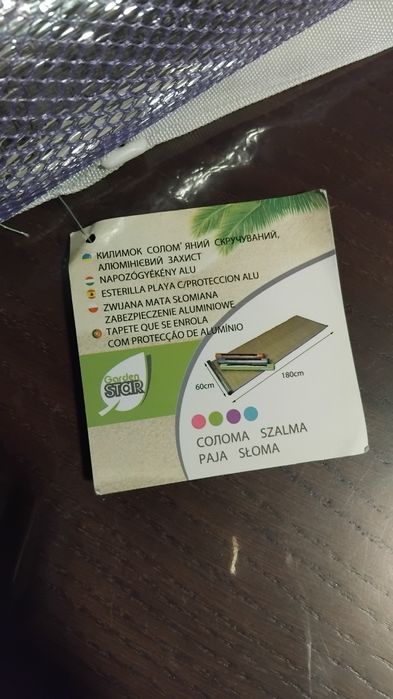 КИЛИМОК СОЛОМ'ЯНИЙ СКРУЧУВАНИЙ,
АЛЮМІНІЄВИЙ ЗАХИСТ
NAPOZÓGYÉKÉNY ALU
ESTERILLA PLAYA C/PROTECCION ALU
ZWIJANA MATA SŁOMIANA
ZABEZPIECZENIE ALUMINIOWE
TAPETE QUE SE ENROLA
COM PROTECÇÃO DE ALUMÍNIO
Garden
STAR
60cm
180cm
СОЛОМА SZALMA
PAJA SŁOMA